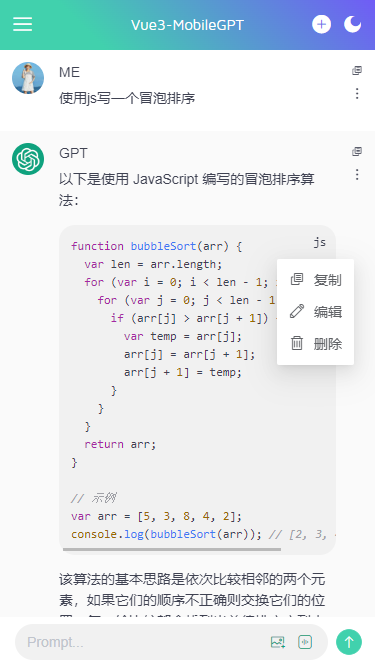 Vue3-MobileGPT
ME
使用js写一个冒泡排序
GPT
以下是使用 JavaScript 编写的冒泡排序算
法：
js
function bubbleSort(arr) {
var len = arr.length;
for (var i = 0; i < len - 1;
for (var j = 0; j < len - 1
if (arr[j] > arr[j + 1])
var temp = arr[j];
arr[j] = arr[j + 1];
arr[j + 1] = temp;
}
}
}
return arr;
}
复制
编辑
删除
// 示例
var arr = [5, 3, 8, 4, 2];
console.log(bubbleSort(arr)); // [2, 3,
该算法的基本思路是依次比较相邻的两个元
素，如果它们的顺序不正确则交换它们的位
Prompt...